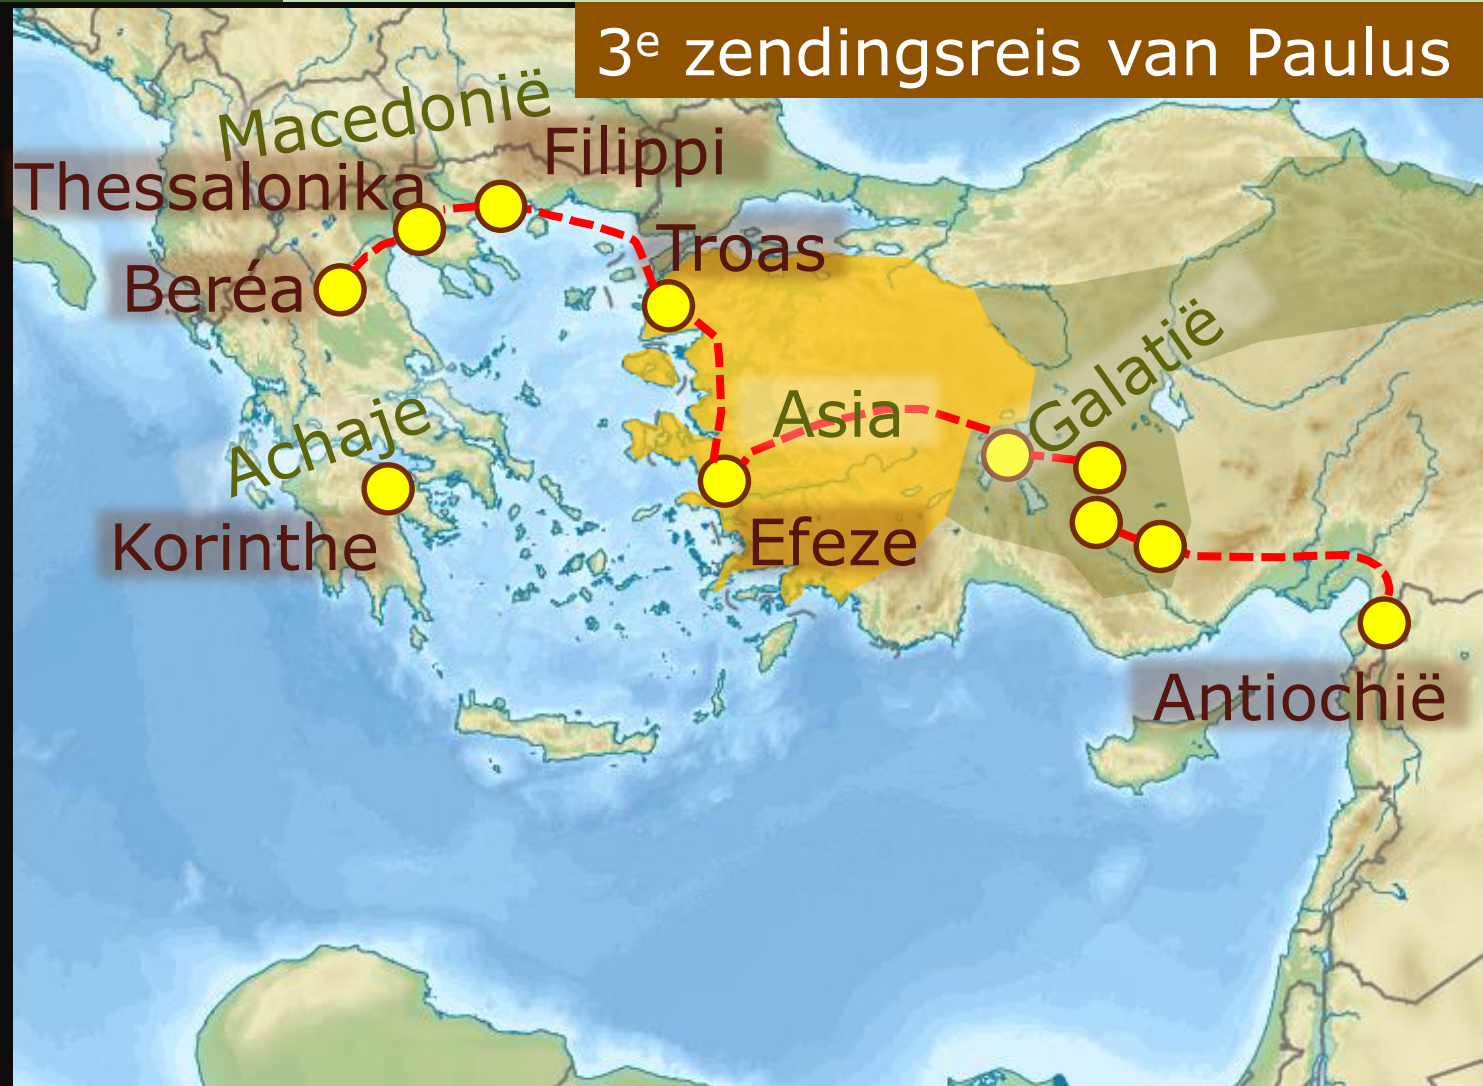 3e zendingsreis van Paulus
Macedonië
Filippi
Thessalonika
Troas
Beréa
Galatië
Asia
Achaje
Korinthe
Efeze
Antiochië